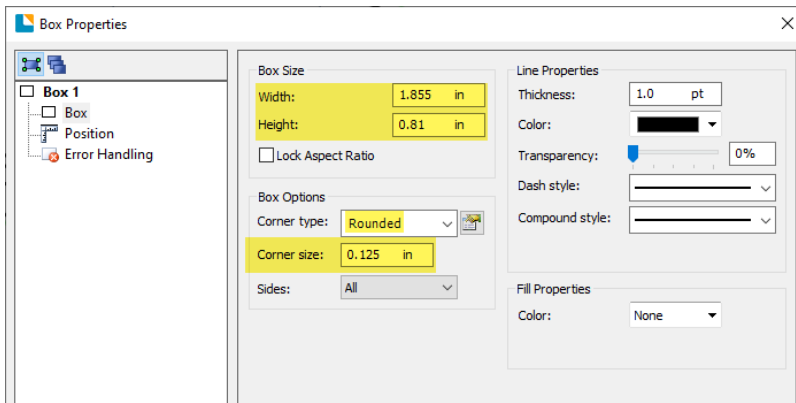 Box Properties
Box 1
Box
Position
Error Handling
Box Size
Width: 1.855 in
Height: 0.81 in
Lock Aspect Ratio
Box Options
Corner type: Rounded
Corner size: 0.125 in
Sides: All
Line Properties
Thickness: 1.0 pt
Color:
Transparency: 0%
Dash style:
Compound style:
Fill Properties
Color: None